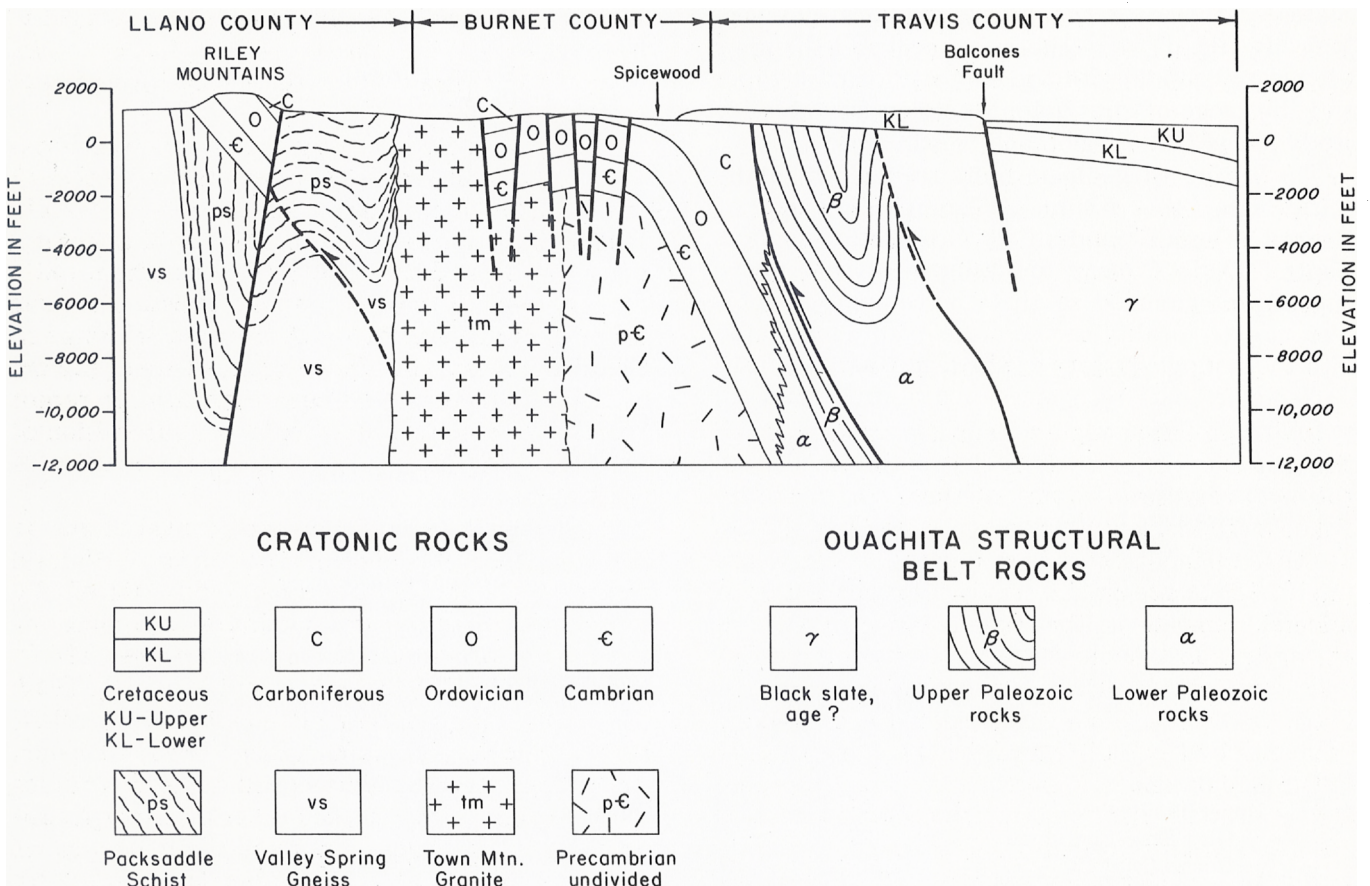 LLANO COUNTY BURNET COUNTY TRAVIS COUNTY
RILEY
MOUNTAINS
Spicewood
Balcones
Fault
ELEVATION IN FEET
2000
0
-2000
-4000
-6000
-8000
-10,000
-12,000
C
O
Є
ps
vs
ps
vs
vs
tm
C
O
Є
O
O
O
Є
pЄ
C
O
Є
KL
β
α
β
α
γ
KU
KL
2000
0
-2000
-4000
-6000
-8000
-10,000
-12,000
ELEVATION IN FEET
CRATONIC ROCKS
OUACHITA STRUCTURAL
BELT ROCKS
KU
KL
C
O
Є
γ
β
α
Cretaceous
KU-Upper
KL-Lower
Carboniferous
Ordovician
Cambrian
Black slate,
age ?
Upper Paleozoic
rocks
Lower Paleozoic
rocks
ps
vs
tm
pЄ
Packsaddle
Schist
Valley Spring
Gneiss
Town Mtn.
Granite
Precambrian
undivided